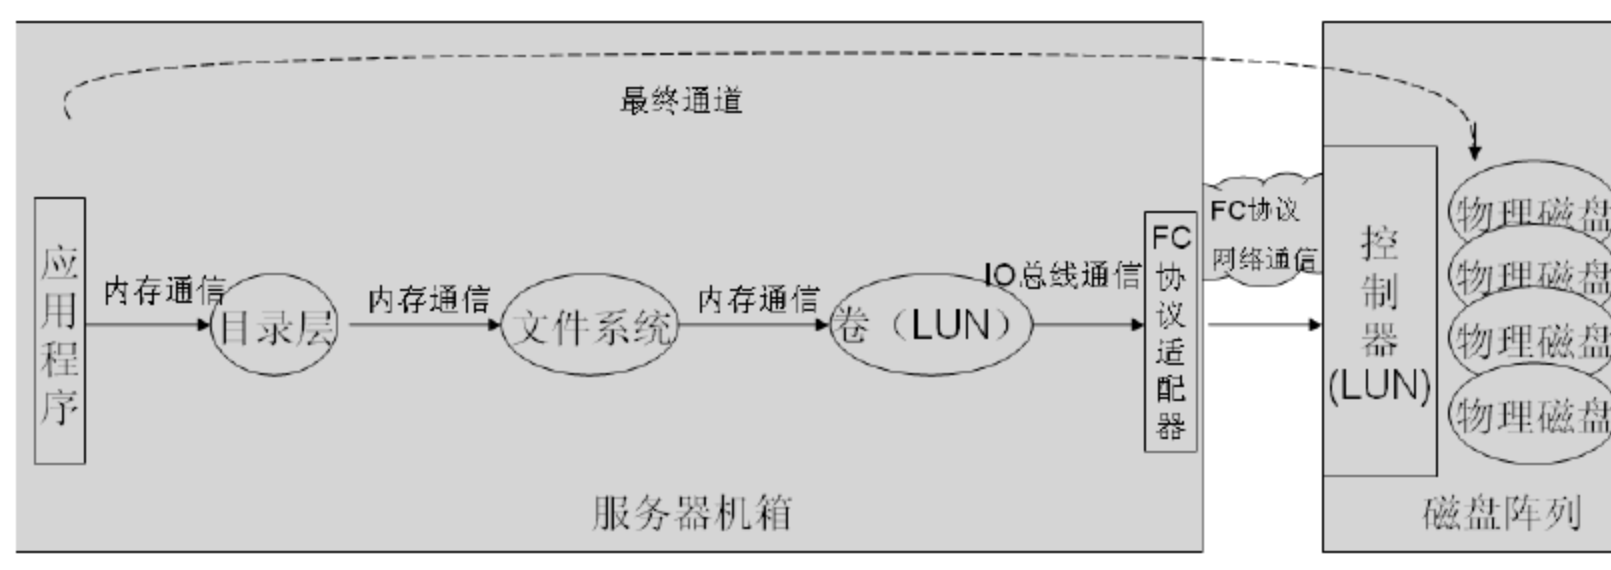 最终通道
应用程序
内存通信
目录层
内存通信
文件系统
内存通信
卷（LUN）
IO总线通信
FC协议适配器
FC协议
网络通信
控制器(LUN)
物理磁盘
物理磁盘
物理磁盘
物理磁盘
服务器机箱
磁盘阵列